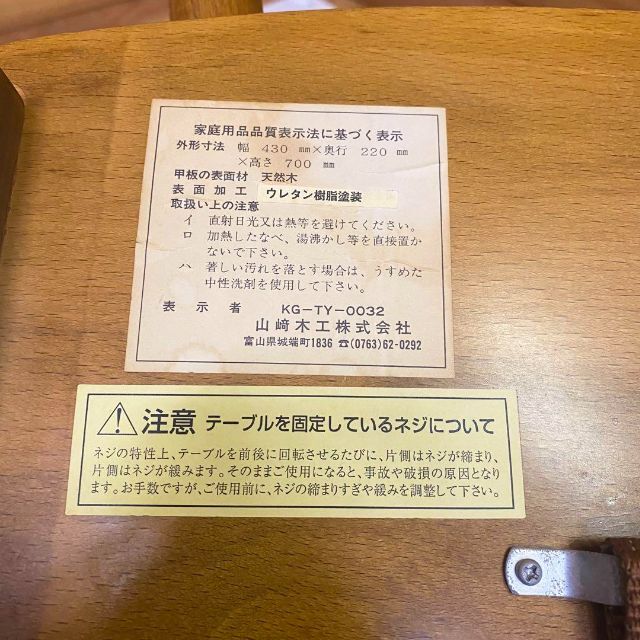 家庭用品品質表示法に基づく表示
外形寸法 幅 430 ㎜×奥行 220 ㎜
×高さ 700 ㎜
甲板の表面材 天然木
表面加工 ウレタン樹脂塗装
取扱い上の注意
イ 直射日光又は熱等を避けてください。
ロ 加熱したなべ、湯沸かし等を直接置か
ないで下さい。
ハ 著しい汚れを落とす場合は、うすめた
中性洗剤を使用して下さい。
表示者 KG-TY-0032
山﨑木工株式会社
富山県城端町1836 ☎(0763)62-0292
注意 テーブルを固定しているネジについて
ネジの特性上、テーブルを前後に回転させるたびに、片側はネジが締まり、
片側はネジが緩みます。そのままご使用になると、事故や破損の原因となり
ます。お手数ですが、ご使用前に、ネジの締まりすぎや緩みを調整して下さい。